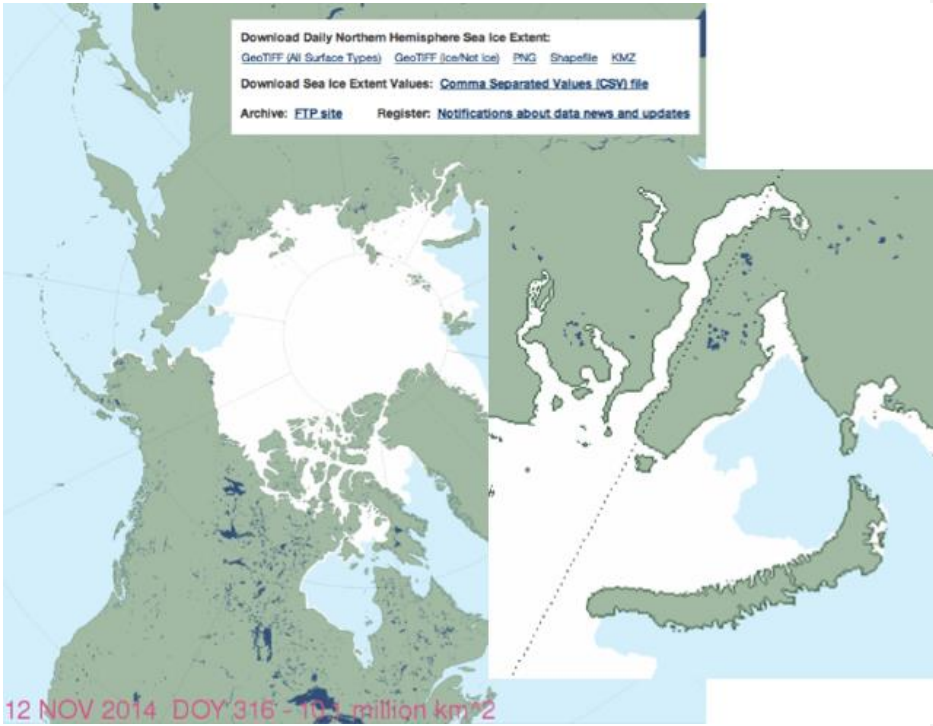 Download Daily Northern Hemisphere Sea Ice Extent:
GeoTIFF (All Surface Types) GeoTIFF (Ice/Not Ice) PNG Shapefile KMZ
Download Sea Ice Extent Values: Comma Separated Values (CSV) file
Archive: FTP site Register: Notifications about data news and updates
12 NOV 2014 DOY 316 - 10.1 million km^2